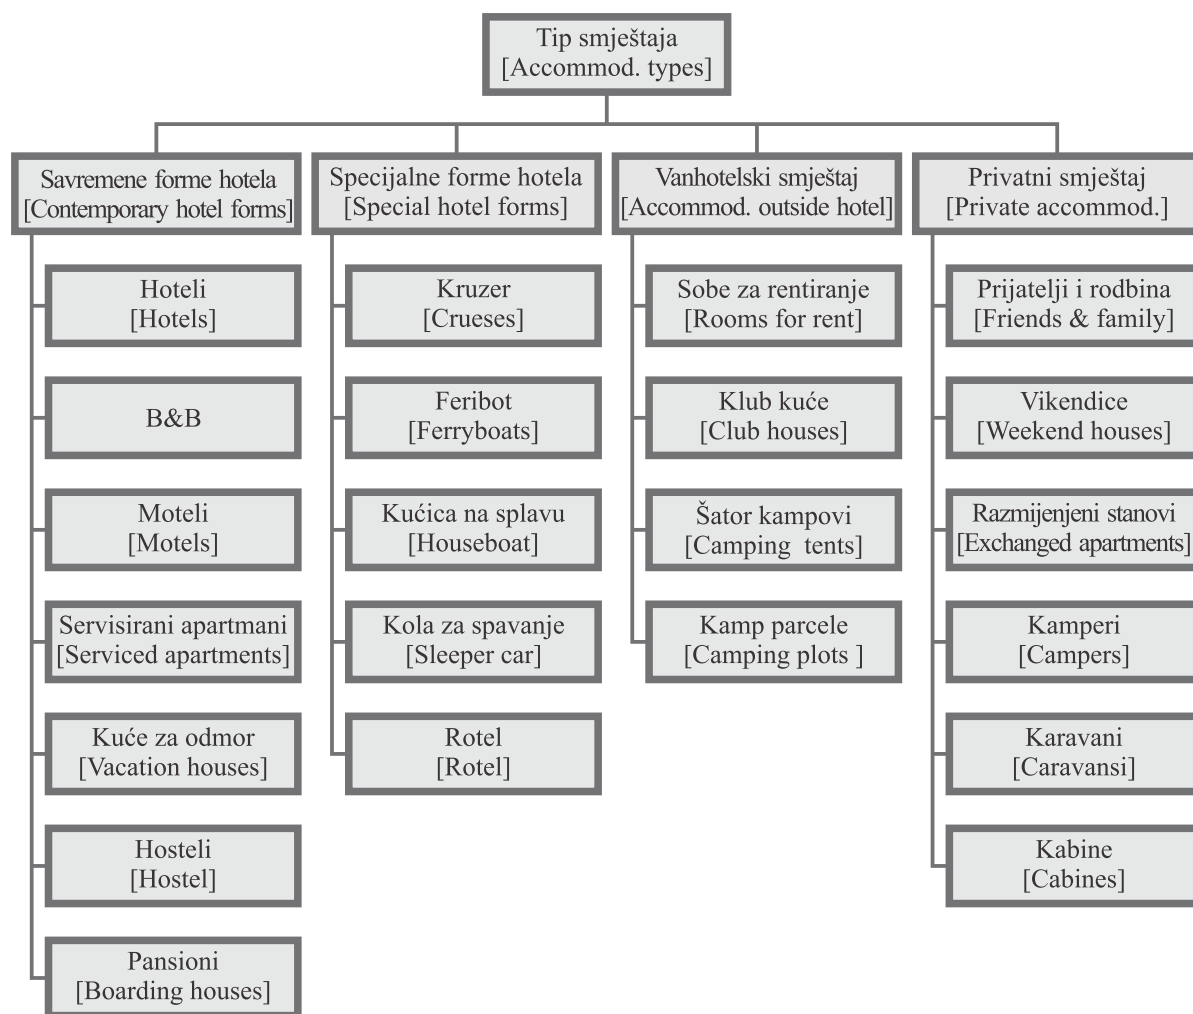 Tip smještaja
[Accommod. types]
Savremene forme hotela
[Contemporary hotel forms]
Hoteli
[Hotels]
B&B
Moteli
[Motels]
Servisirani apartmani
[Serviced apartments]
Kuće za odmor
[Vacation houses]
Hosteli
[Hostel]
Pansioni
[Boarding houses]
Specijalne forme hotela
[Special hotel forms]
Kruzer
[Crueses]
Feribot
[Ferryboats]
Kućica na splavu
[Houseboat]
Kola za spavanje
[Sleeper car]
Rotel
[Rotel]
Vanhotelski smještaj
[Accommod. outside hotel]
Sobe za rentiranje
[Rooms for rent]
Klub kuće
[Club houses]
Šator kampovi
[Camping tents]
Kamp parcele
[Camping plots ]
Privatni smještaj
[Private accommod.]
Prijatelji i rodbina
[Friends & family]
Vikendice
[Weekend houses]
Razmijenjeni stanovi
[Exchanged apartments]
Kamperi
[Campers]
Karavani
[Caravansi]
Kabine
[Cabines]